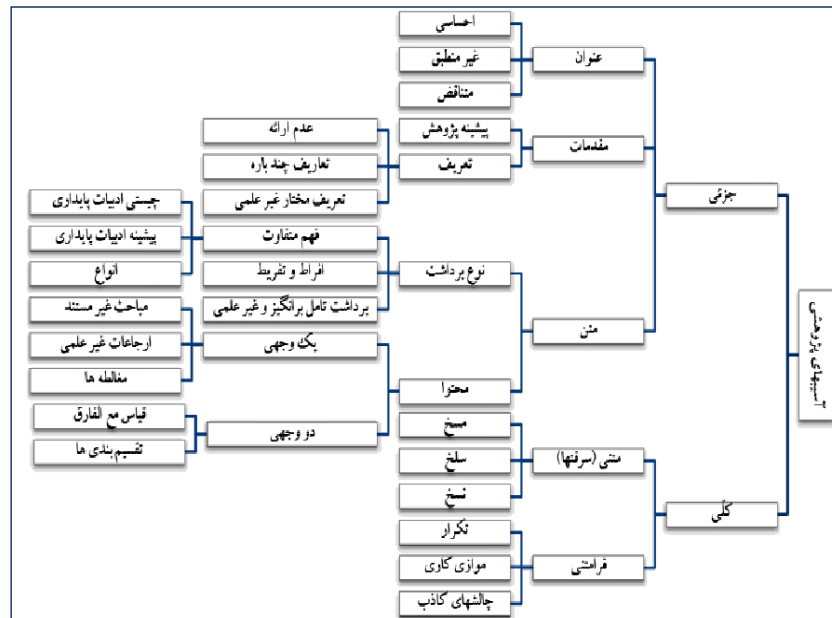 آسیبهای پژوهشی
جزئی
عنوان
احساسی
غیر منطبق
متناقض
مقدمات
پیشینه پژوهش
تعریف
عدم ارائه
تعاریف چند باره
تعریف مختار غیر علمی
متن
نوع برداشت
فهم متفاوت
چیستی ادبیات پایداری
پیشینه ادبیات پایداری
انواع
افراط و تفریط
برداشت تامل برانگیز و غیر علمی
محتوا
یک وجهی
مباحث غیر مستند
ارجاعات غیر علمی
مغالطه ها
دو وجهی
قیاس مع الفارق
تقسیم بندی ها
کلّی
متنی (سرقتها)
مسخ
سلخ
نسخ
فرامتنی
تکرار
موازی کاری
چالشهای کاذب